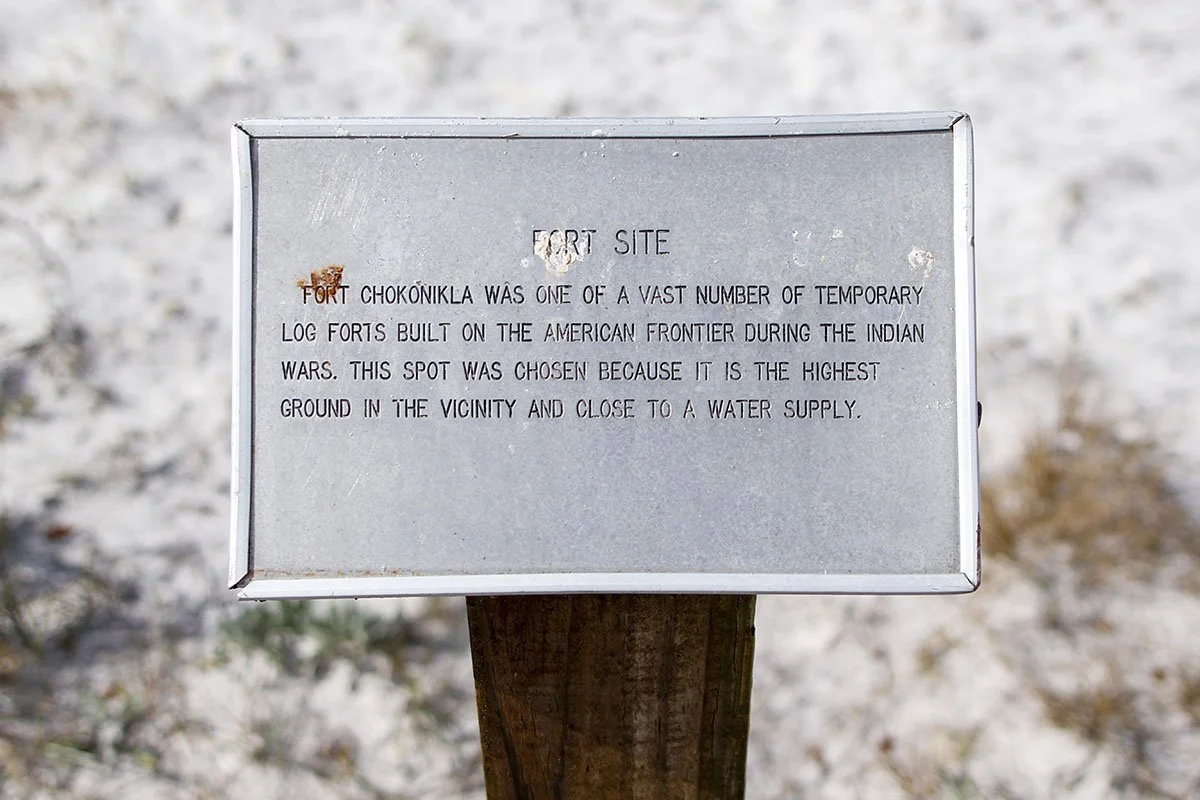 FORT SITE
FORT CHOKONIKLA WAS ONE OF A VAST NUMBER OF TEMPORARY
LOG FORTS BUILT ON THE AMERICAN FRONTIER DURING THE INDIAN
WARS. THIS SPOT WAS CHOSEN BECAUSE IT IS THE HIGHEST
GROUND IN THE VICINITY AND CLOSE TO A WATER SUPPLY.